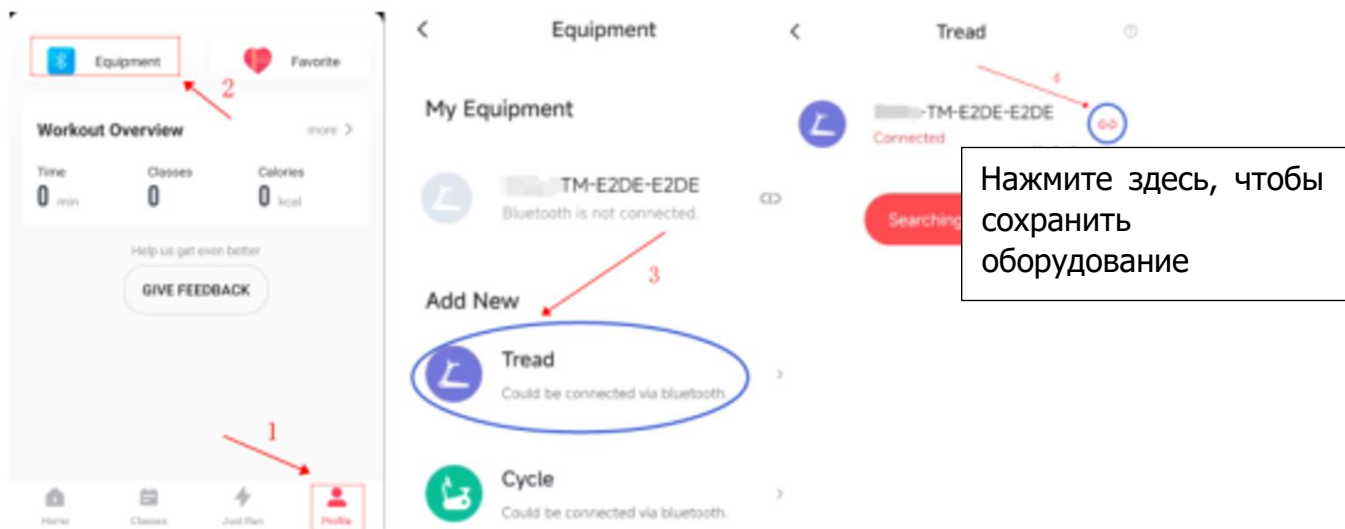 Equipment
Favorite
2
Workout Overview
more >
Time
Classes
Calories
0 min
0
0 kcal
Help us get even better
GIVE FEEDBACK
1
Home
Classes
Just Run
Profile
Equipment
My Equipment
TM-E2DE-E2DE
Bluetooth is not connected.
3
Add New
Tread
Could be connected via bluetooth.
Cycle
Could be connected via bluetooth.
Tread
4
-TM-E2DE-E2DE
Connected
Searching
Нажмите здесь, чтобы
сохранить
оборудование